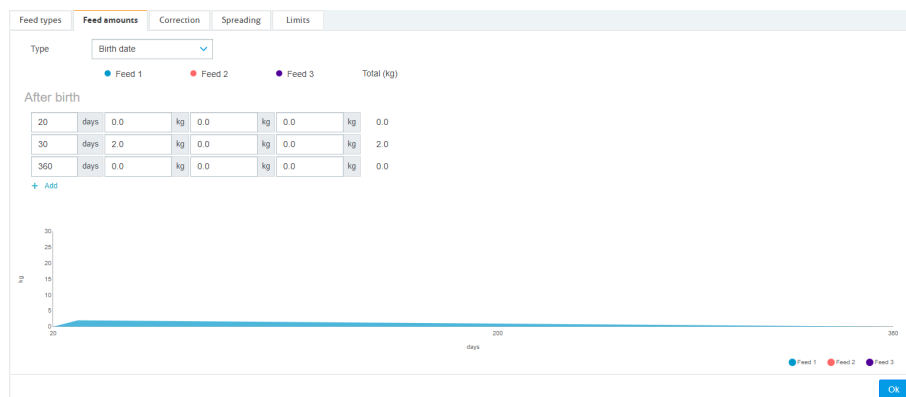 Feed types Feed amounts Correction Spreading Limits
Type Birth date
Feed 1 Feed 2 Feed 3 Total (kg)
After birth
20 days 0.0 kg 0.0 kg 0.0 kg 0.0
30 days 2.0 kg 0.0 kg 0.0 kg 2.0
360 days 0.0 kg 0.0 kg 0.0 kg 0.0
+ Add
30
25
20
kg
15
10
5
0
20 200 360
days
Feed 1 Feed 2 Feed 3
Ok